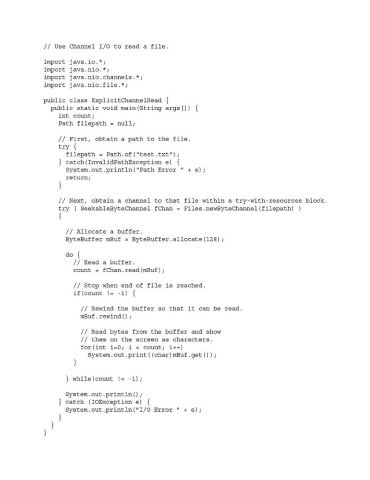 // Use Channel I/O to read a file.

import java.io.*;
import java.nio.*;
import java.nio.channels.*;
import java.nio.file.*;

public class ExplicitChannelRead {
  public static void main(String args[]) {
    int count;
    Path filepath = null;

    // First, obtain a path to the file.
    try {
      filepath = Path.of("test.txt");
    } catch(InvalidPathException e) {
      System.out.println("Path Error " + e);
      return;
    }

    // Next, obtain a channel to that file within a try-with-resources block.
    try ( SeekableByteChannel fChan = Files.newByteChannel(filepath) )
    {

      // Allocate a buffer.
      ByteBuffer mBuf = ByteBuffer.allocate(128);

      do {
        // Read a buffer.
        count = fChan.read(mBuf);

        // Stop when end of file is reached.
        if(count != -1) {

          // Rewind the buffer so that it can be read.
          mBuf.rewind();

          // Read bytes from the buffer and show
          // them on the screen as characters.
          for(int i=0; i < count; i++)
            System.out.print((char)mBuf.get());
        }

      } while(count != -1);

      System.out.println();
    } catch (IOException e) {
      System.out.println("I/O Error " + e);
    }
  }
}